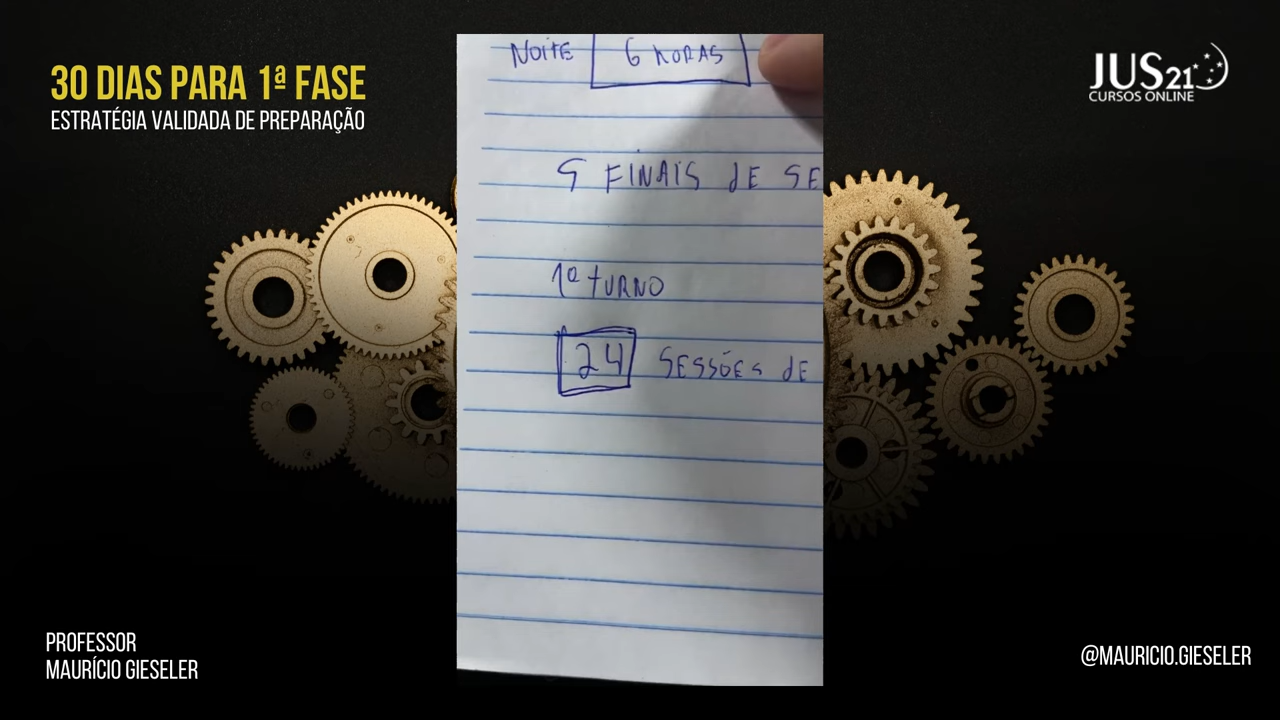 30 DIAS PARA 1ª FASE
ESTRATÉGIA VALIDADA DE PREPARAÇÃO
JUS21
CURSOS ONLINE
NOITE 6 HORAS
5 FINAIS DE SE
1º TURNO
24 SESSÕES DE
PROFESSOR
MAURÍCIO GIESELER
@MAURICIO.GIESELER